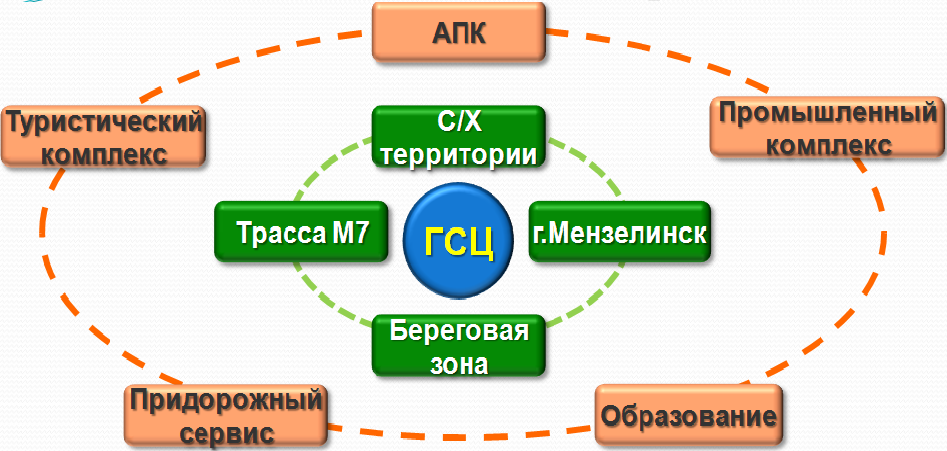 АПК
Туристический
комплекс
Промышленный
комплекс
С/Х
территории
Трасса М7
ГСЦ
г.Мензелинск
Береговая
зона
Придорожный
сервис
Образование